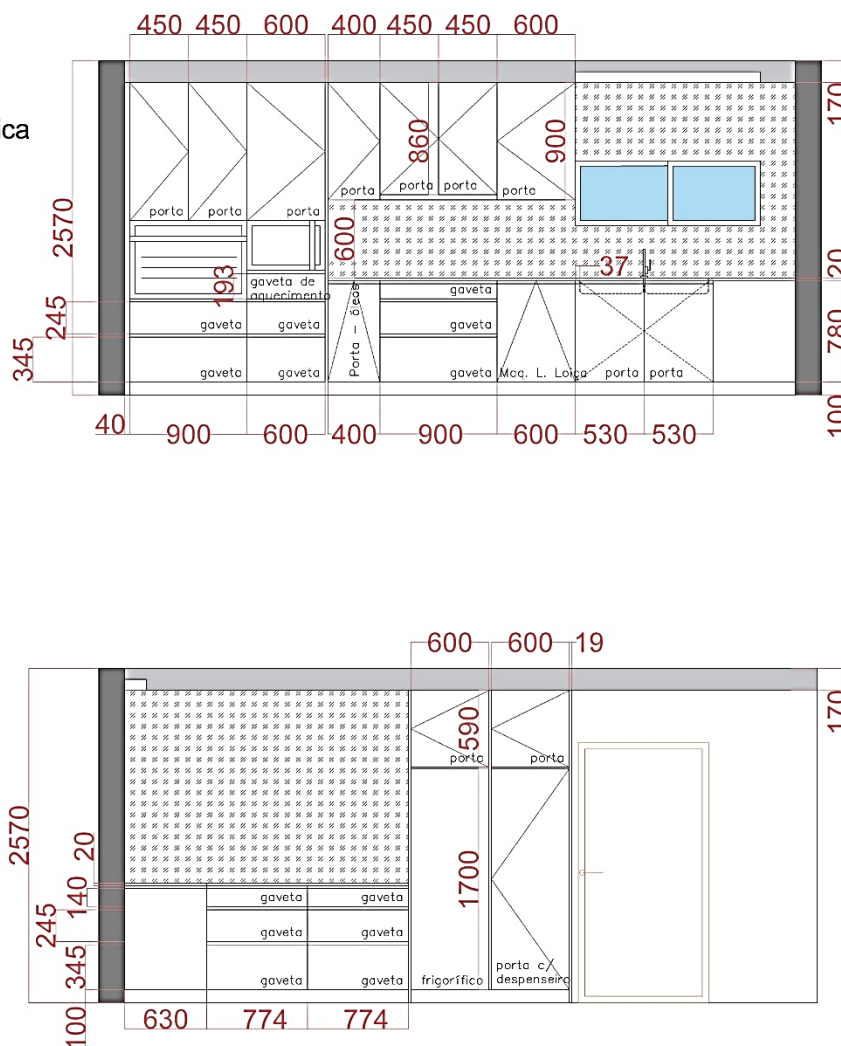 450 450 600 400 450 450 600
170
ica
860
900
porta porta porta porta porta porta porta
2570
600
37
20
193
gaveta de
aquecimento
gaveta
245
gaveta gaveta gaveta
780
345
Porta - óleos
gaveta gaveta gaveta Maq. L. Loiça porta porta
100
40 900 600 400 900 600 530 530
600 600 19
170
590
porta porta
2570
20
1700
140
gaveta gaveta
245
gaveta gaveta
345
porta c/
gaveta gaveta frigorífico despenseiro
100
630 774 774